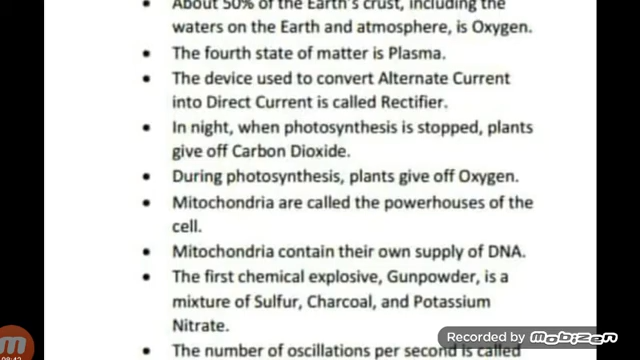 About 50% of the Earth's crust, including the
waters on the Earth and atmosphere, is Oxygen.
• The fourth state of matter is Plasma.
• The device used to convert Alternate Current
into Direct Current is called Rectifier.
• In night, when photosynthesis is stopped, plants
give off Carbon Dioxide.
• During photosynthesis, plants give off Oxygen.
• Mitochondria are called the powerhouses of the
cell.
• Mitochondria contain their own supply of DNA.
• The first chemical explosive, Gunpowder, is a
mixture of Sulfur, Charcoal, and Potassium
Nitrate.
• The number of oscillations per second is called
Recorded by Mobizen